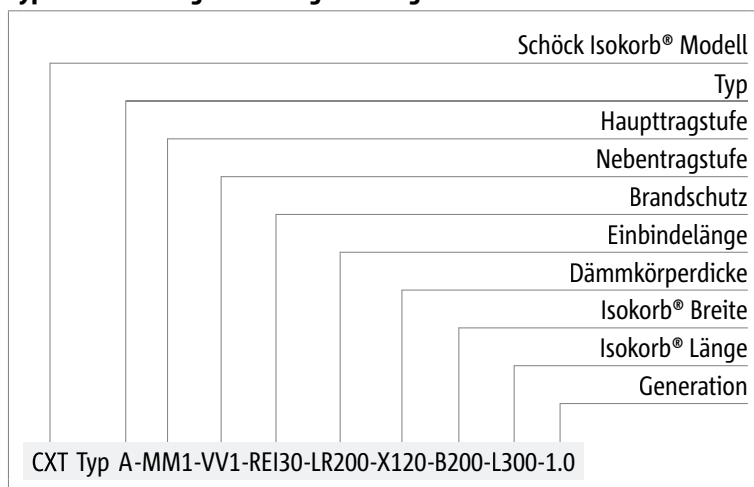 Schöck Isokorb® Modell
Typ
Haupttragstufe
Nebentragstufe
Brandschutz
Einbindelänge
Dämmkörperdicke
Isokorb® Breite
Isokorb® Länge
Generation
CXT Typ A-MM1-VV1-REI30-LR200-X120-B200-L300-1.0